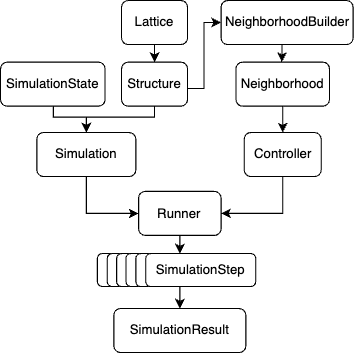 Lattice
NeighborhoodBuilder
SimulationState
Structure
Neighborhood
Simulation
Controller
Runner
SimulationStep
SimulationResult